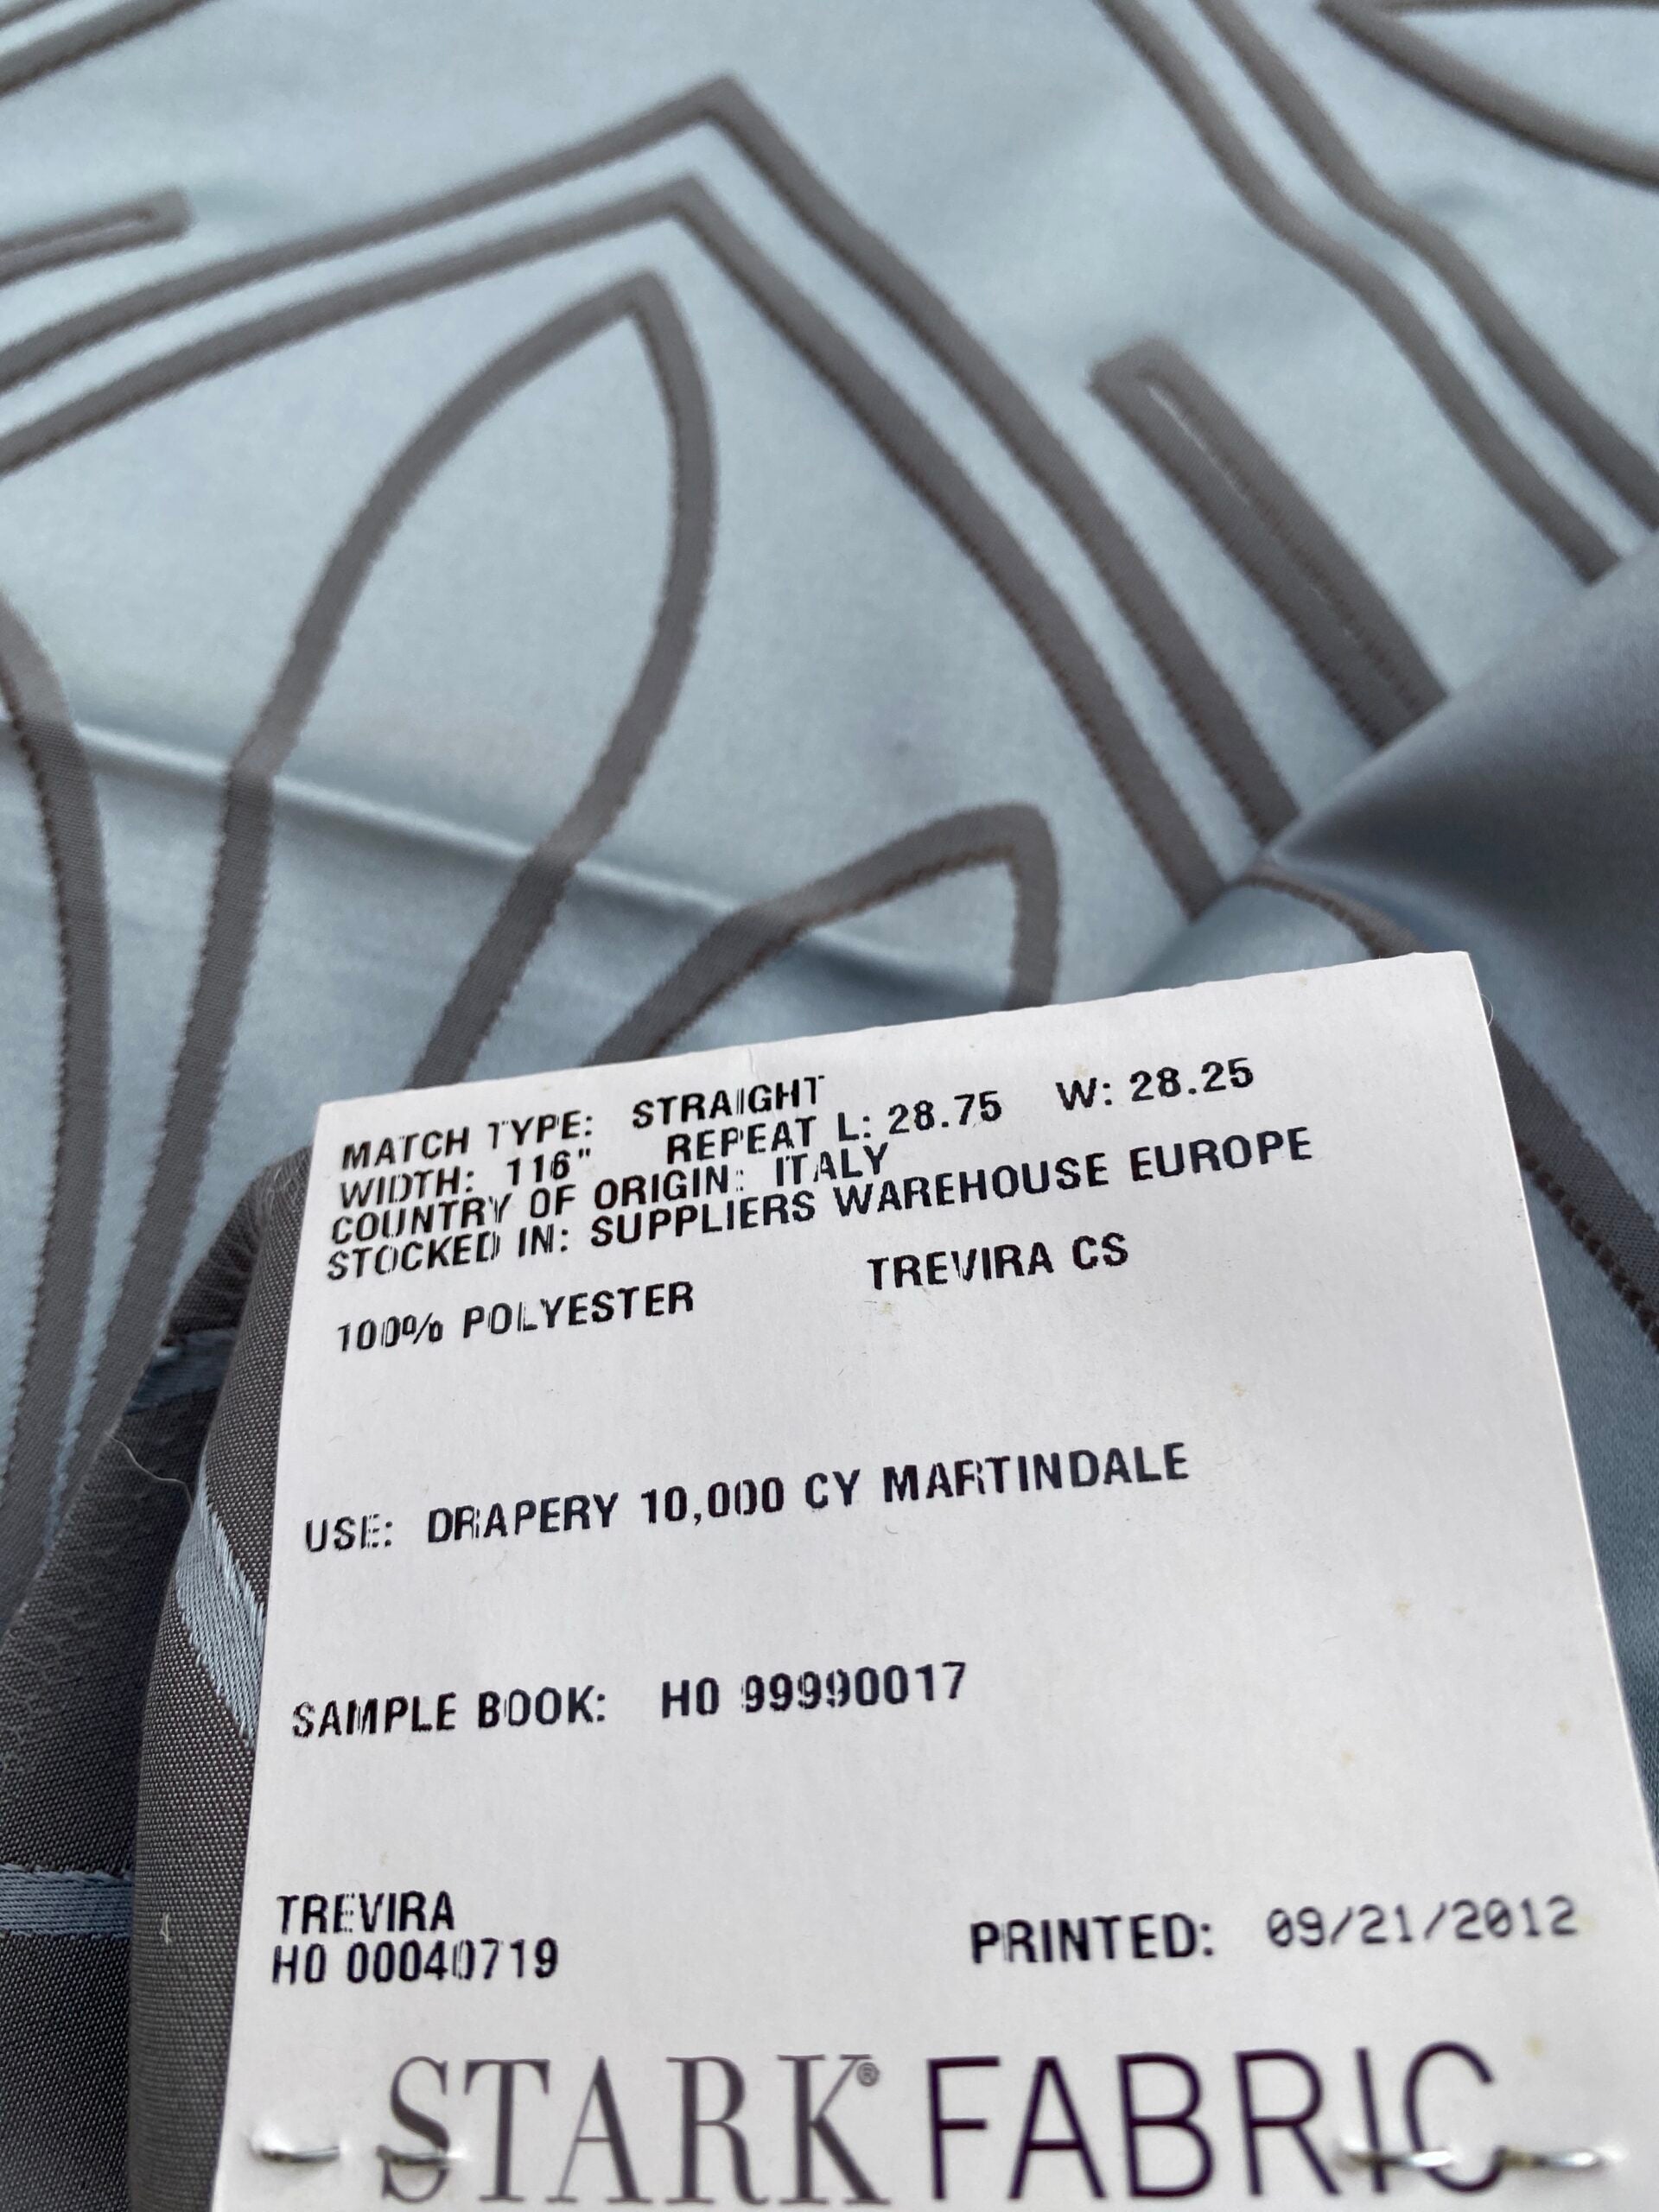 MATCH TYPE: STRAIGHT
WIDTH: 116" REPEAT L: 28.75 W: 28.25
COUNTRY OF ORIGIN: ITALY
STOCKED IN: SUPPLIERS WAREHOUSE EUROPE
100% POLYESTER TREVIRA CS
USE: DRAPERY 10,000 CY MARTINDALE
SAMPLE BOOK: H0 99990017
TREVIRA
H0 00040719 PRINTED: 09/21/2012
STARK® FABRIC